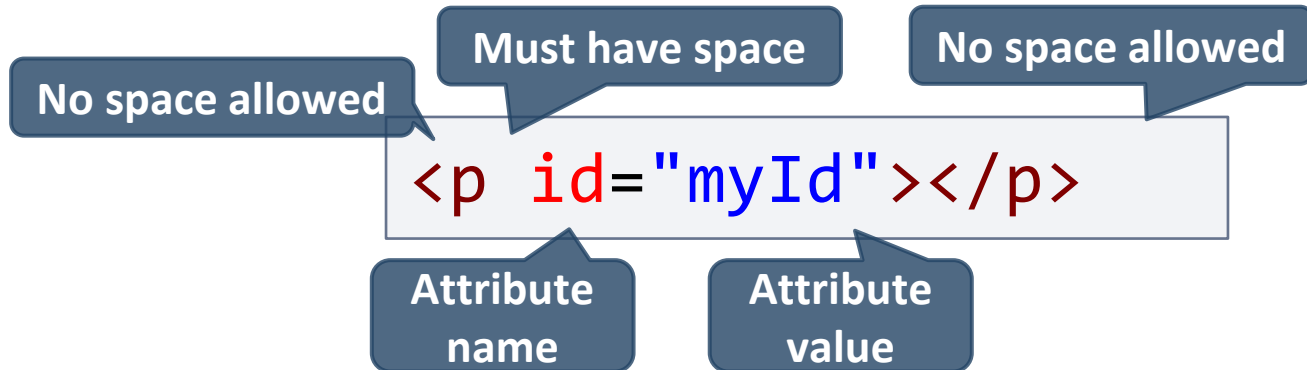 Must have space
No space allowed
No space allowed
<p id="myId"></p>
Attribute
name
Attribute
value